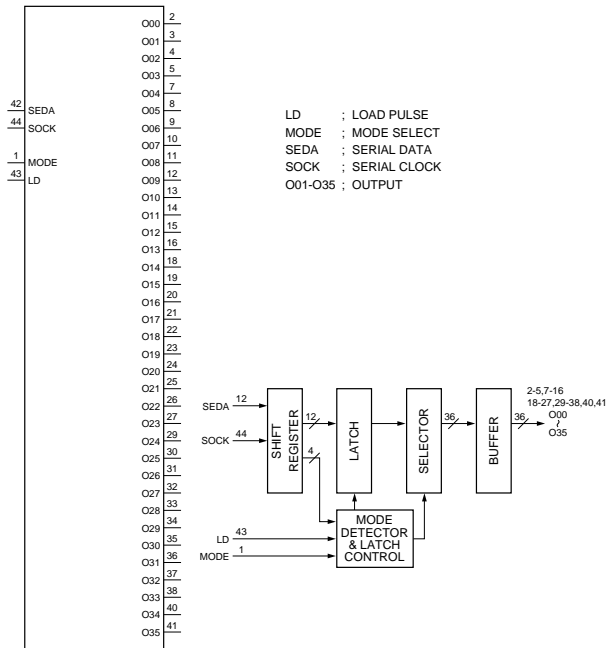 O00 2
O01 3
O02 4
O03 5
O04 7
42 SEDA
O05 8
44 SOCK
O06 9
O07 10
1 MODE
O08 11
43 LD
O09 12
O10 13
O11 14
O12 15
O13 16
O14 18
O15 19
O16 20
O17 21
O18 22
O19 23
O20 24
O21 25
O22 26
O23 27
O24 29
O25 30
O26 31
O27 32
O28 33
O29 34
O30 35
O31 36
O32 37
O33 38
O34 40
O35 41
LD ; LOAD PULSE
MODE ; MODE SELECT
SEDA ; SERIAL DATA
SOCK ; SERIAL CLOCK
O01-O35 ; OUTPUT
SEDA 12
SOCK 44
SHIFT
REGISTER
12
4
LATCH
SELECTOR
36
BUFFER
36
2-5,7-16
18-27,29-38,40,41
O00
~
O35
LD 43
MODE 1
MODE
DETECTOR
& LATCH
CONTROL